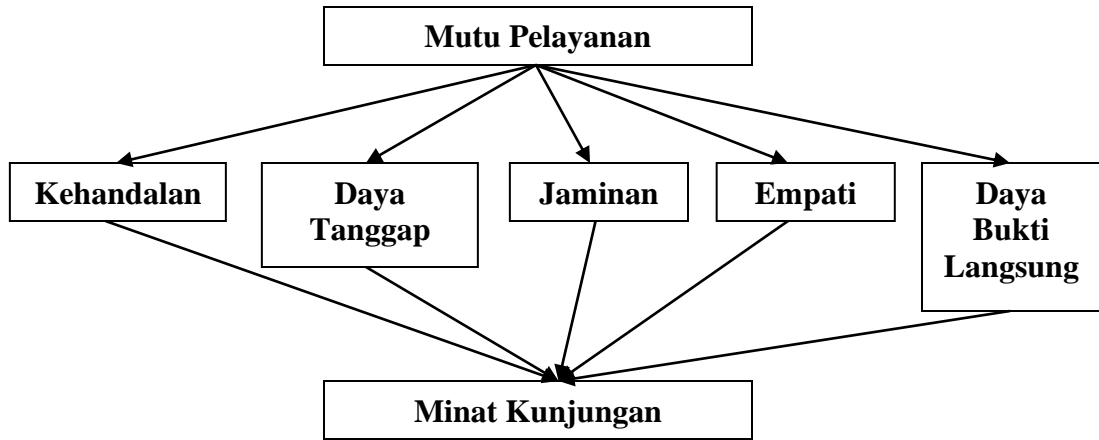 Mutu Pelayanan
Kehandalan
Daya
Tanggap
Jaminan
Empati
Daya
Bukti
Langsung
Minat Kunjungan